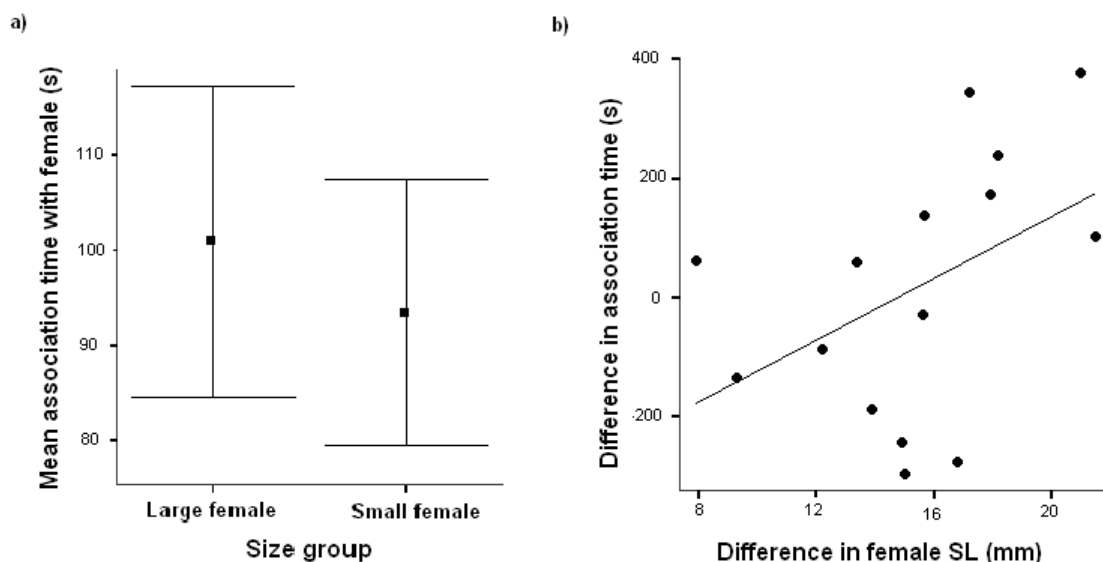 a)
Mean association time with female (s)
110
100
90
80
Large female
Small female
Size group
b)
Difference in association time (s)
400
200
0
-200
8
12
16
20
Difference in female SL (mm)